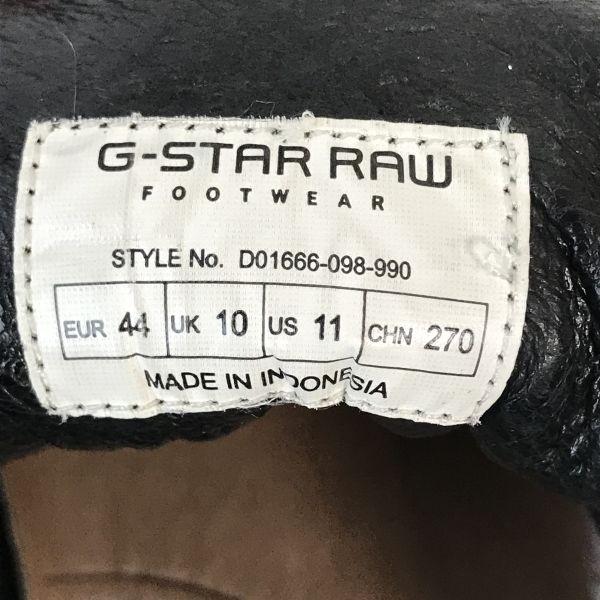 G-STAR RAW
FOOTWEAR
STYLE No. D01666-098-990
EUR 44 UK 10 US 11 CHN 270
MADE IN INDONESIA